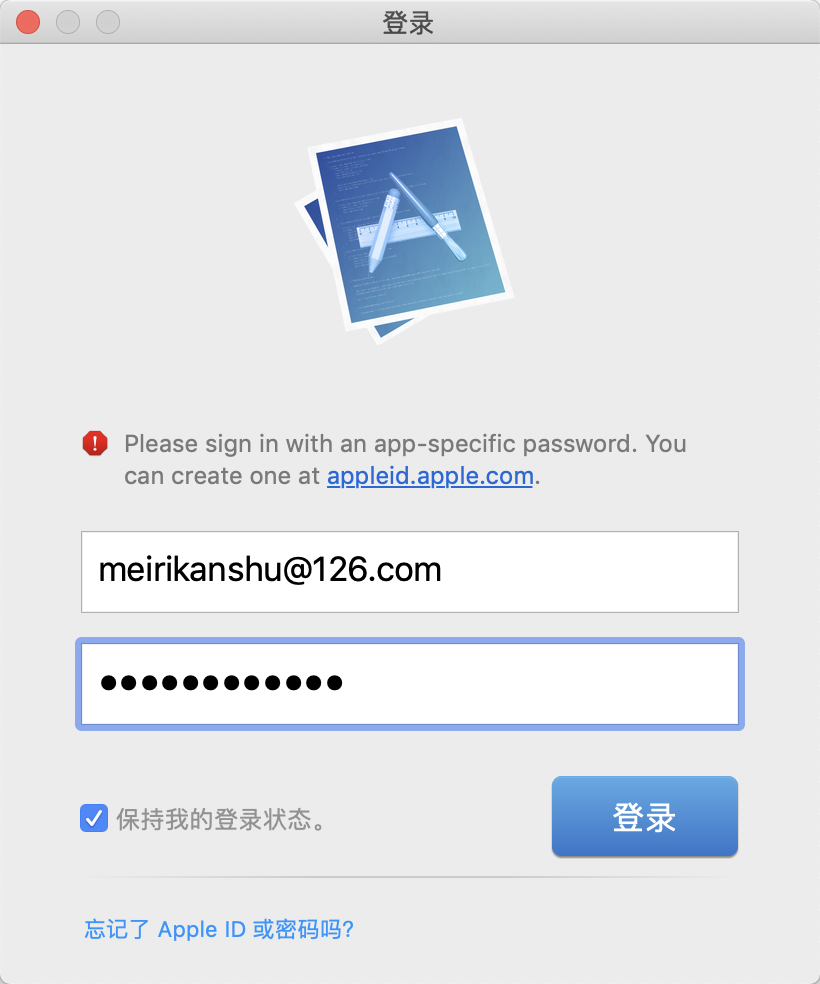 登录
Please sign in with an app-specific password. You
can create one at appleid.apple.com.
meirikanshu@126.com
●●●●●●●●●●●●
保持我的登录状态。
登录
忘记了 Apple ID 或密码吗?